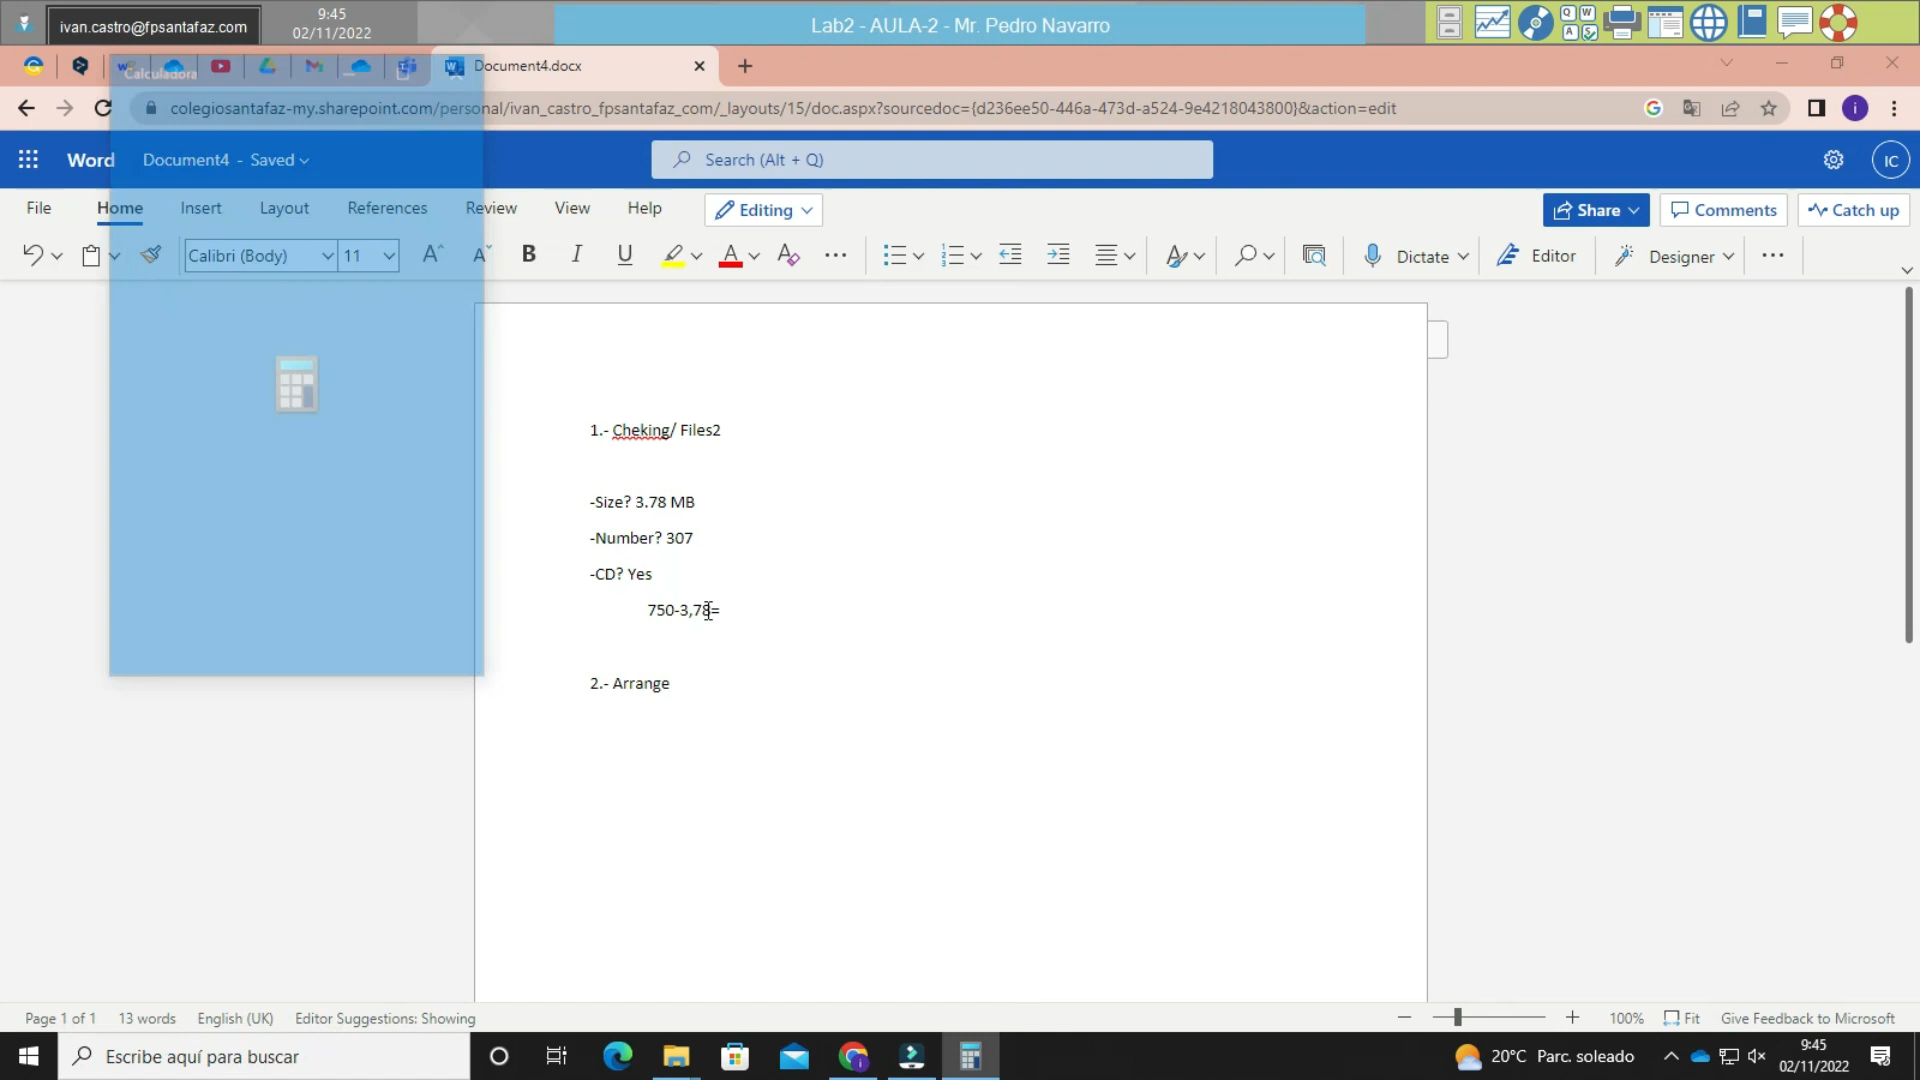 ivan.castro@fpsantafaz.com
9:45
02/11/2022
Lab2 - AULA-2 - Mr. Pedro Navarro
Calculadora
Document4.docx
colegiosantafaz-my.sharepoint.com/personal/ivan_castro_fpsantafaz_com/_layouts/15/doc.aspx?sourcedoc={d236ee50-446a-473d-a524-9e4218043800}&action=edit
Word Document4 - Saved
Search (Alt + Q)
IC
File Home Insert Layout References Review View Help Editing Share Comments Catch up
Calibri (Body) 11 Dictate Editor Designer
1.- Cheking/ Files2
-Size? 3.78 MB
-Number? 307
-CD? Yes
750-3,78=
2.- Arrange
Page 1 of 1 13 words English (UK) Editor Suggestions: Showing 100% Fit Give Feedback to Microsoft
Escribe aquí para buscar
20°C Parc. soleado
9:45
02/11/2022